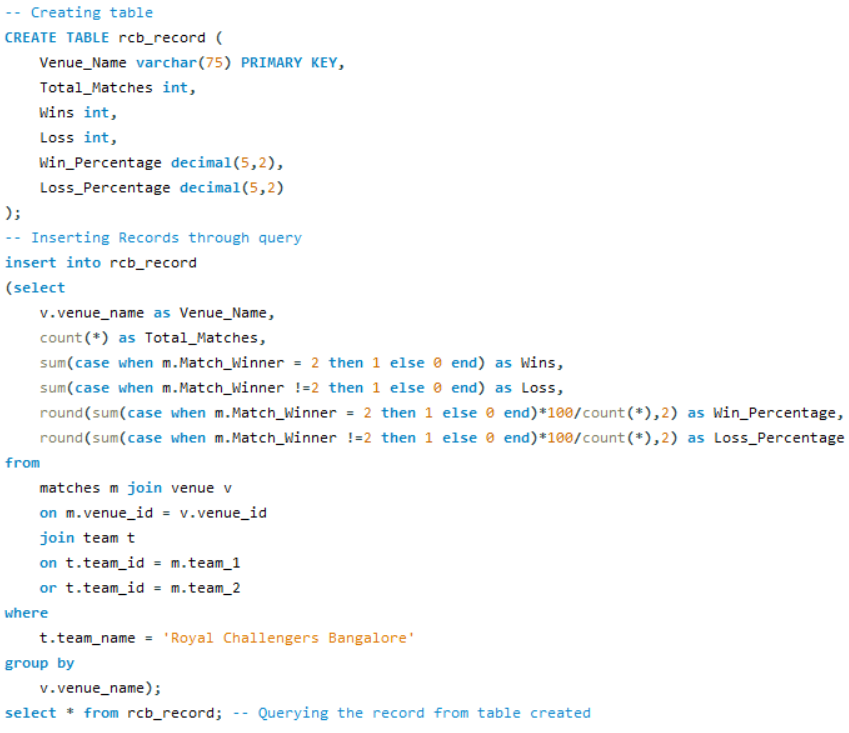 -- Creating table
CREATE TABLE rcb_record (
    Venue_Name varchar(75) PRIMARY KEY,
    Total_Matches int,
    Wins int,
    Loss int,
    Win_Percentage decimal(5,2),
    Loss_Percentage decimal(5,2)
);
-- Inserting Records through query
insert into rcb_record
(select
    v.venue_name as Venue_Name,
    count(*) as Total_Matches,
    sum(case when m.Match_Winner = 2 then 1 else 0 end) as Wins,
    sum(case when m.Match_Winner !=2 then 1 else 0 end) as Loss,
    round(sum(case when m.Match_Winner = 2 then 1 else 0 end)*100/count(*),2) as Win_Percentage,
    round(sum(case when m.Match_Winner !=2 then 1 else 0 end)*100/count(*),2) as Loss_Percentage
from
    matches m join venue v
    on m.venue_id = v.venue_id
    join team t
    on t.team_id = m.team_1
    or t.team_id = m.team_2
where
    t.team_name = 'Royal Challengers Bangalore'
group by
    v.venue_name);
select * from rcb_record; -- Querying the record from table created